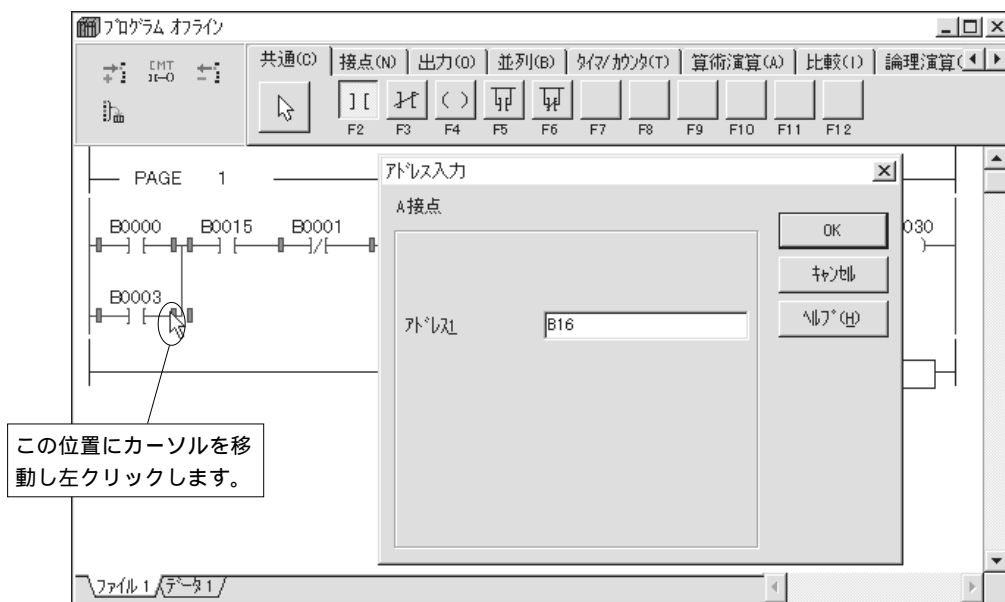 ﾌﾟﾛｸﾞﾗﾑ ｵﾌﾗｲﾝ
CMT
共通(C) 接点(N) 出力(O) 並列(B) ﾀｲﾏ/ｶｳﾝﾀ(T) 算術演算(A) 比較(I) 論理演算(
F2 F3 F4 F5 F6 F7 F8 F9 F10 F11 F12
PAGE 1
B0000 B0015 B0001
030
B0003
ｱﾄﾞﾚｽ入力
A接点
ｱﾄﾞﾚｽ1
B16
OK
ｷｬﾝｾﾙ
ﾍﾙﾌﾟ(H)
この位置にカーソルを移
動し左クリックします。
ﾌｧｲﾙ 1 ﾃﾞｰﾀ 1